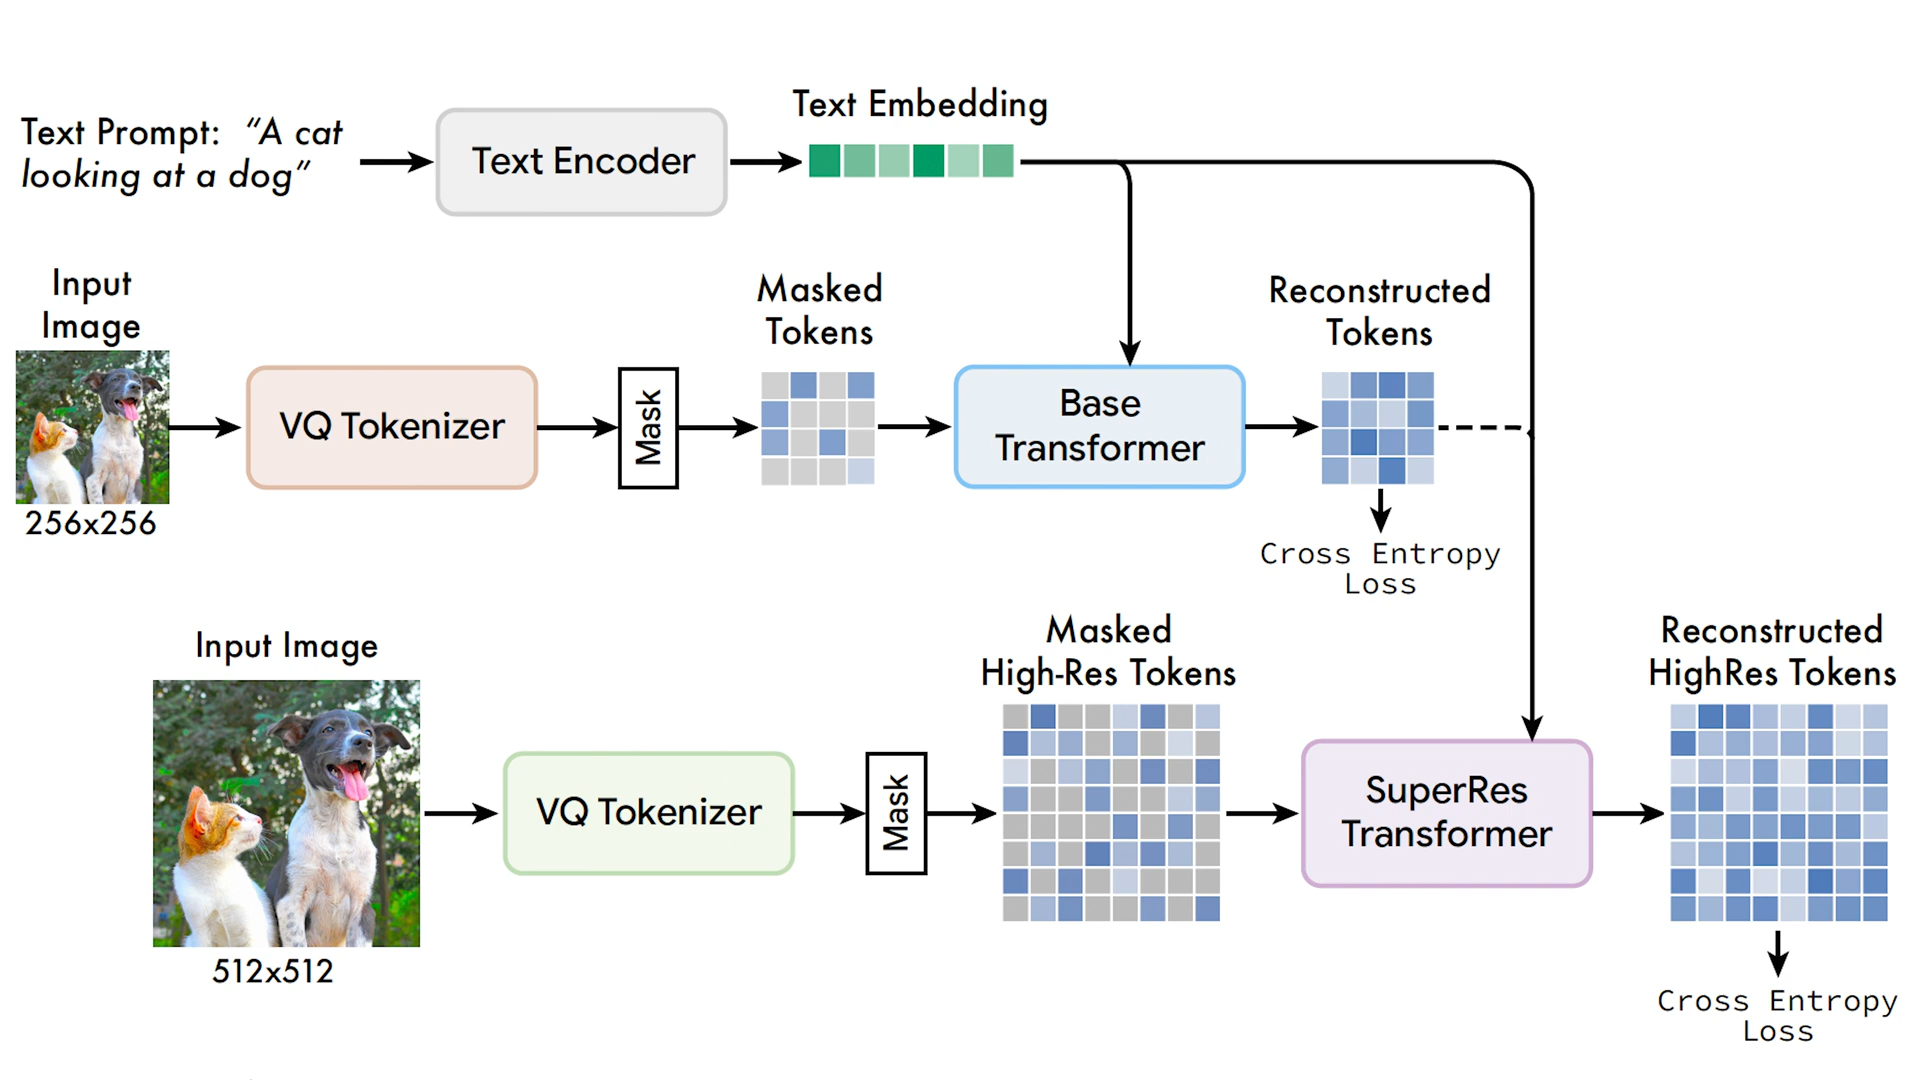 Text Prompt: “A cat
looking at a dog”
Text Encoder
Text Embedding
Input
Image
256x256
VQ Tokenizer
Mask
Masked
Tokens
Base
Transformer
Reconstructed
Tokens
Cross Entropy
Loss
Input Image
512x512
VQ Tokenizer
Mask
Masked
High-Res Tokens
SuperRes
Transformer
Reconstructed
HighRes Tokens
Cross Entropy
Loss